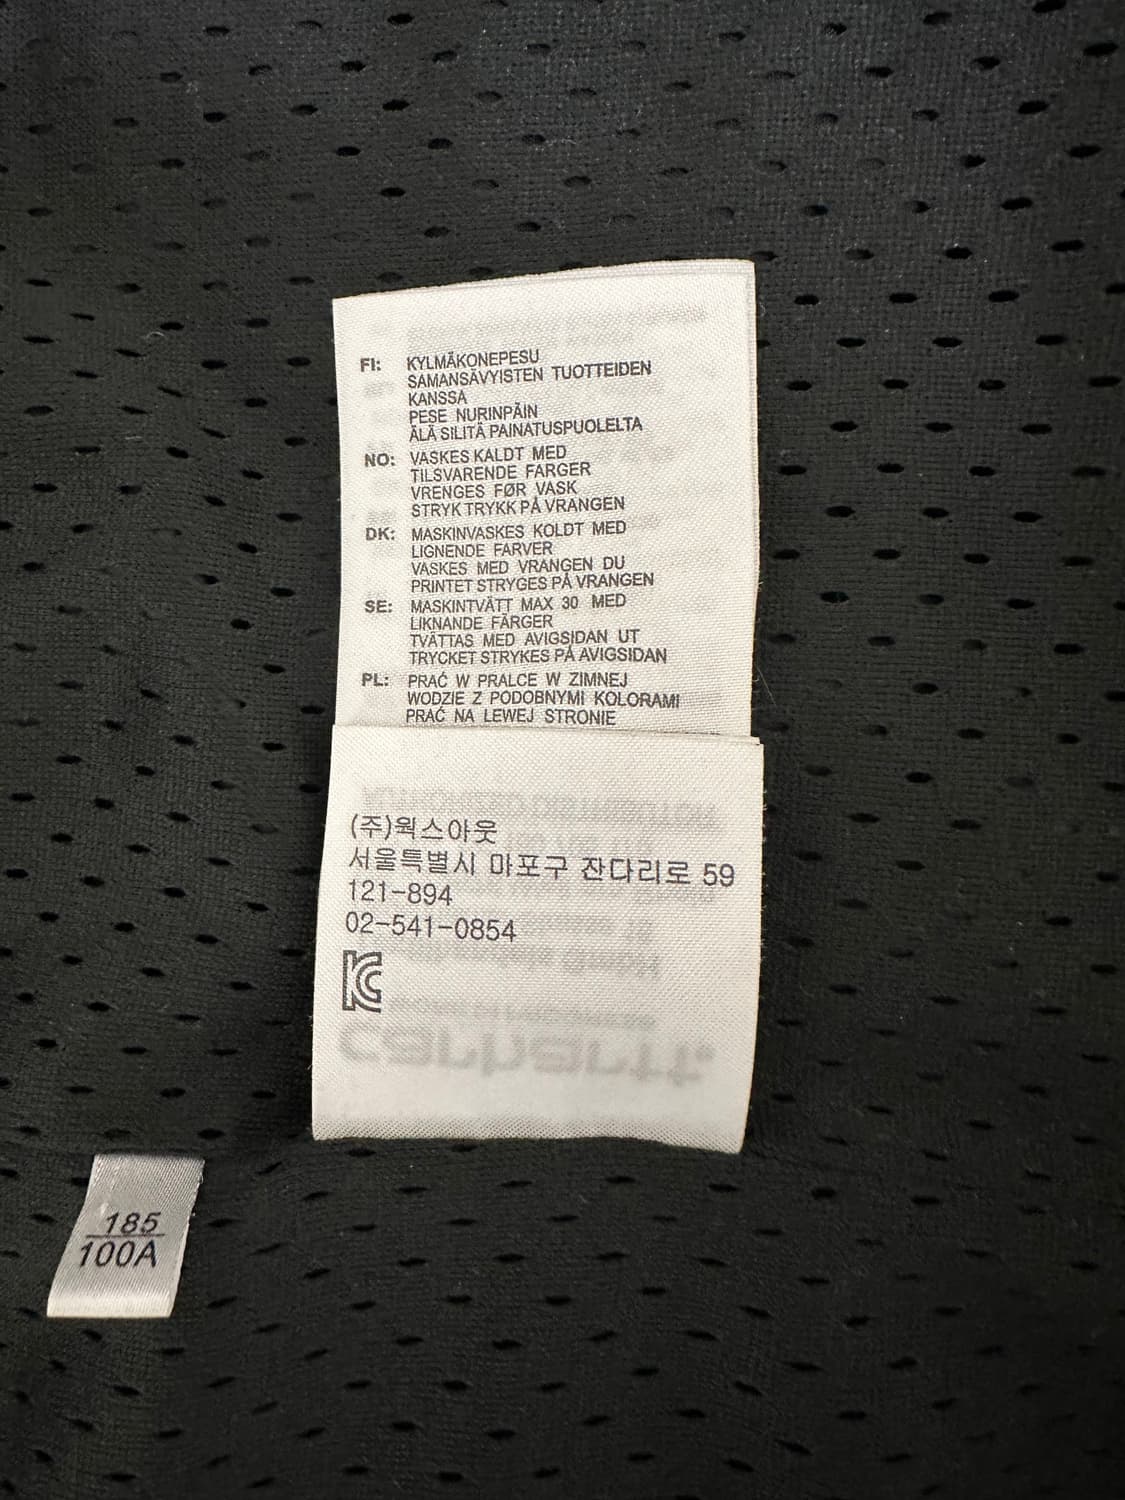 FI: KYLMÄKONEPESU
SAMANSÄVYISTEN TUOTTEIDEN
KANSSA
PESE NURINPÄIN
ÄLÄ SILITÄ PAINATUSPUOLELTA
NO: VASKES KALDT MED
TILSVARENDE FARGER
VRENGES FØR VASK
STRYK TRYKK PÅ VRANGEN
DK: MASKINVASKES KOLDT MED
LIGNENDE FARVER
VASKES MED VRANGEN DU
PRINTET STRYGES PÅ VRANGEN
SE: MASKINTVÄTT MAX 30 MED
LIKNANDE FÄRGER
TVÄTTAS MED AVIGSIDAN UT
TRYCKET STRYKES PÅ AVIGSIDAN
PL: PRAĆ W PRALCE W ZIMNEJ
WODZIE Z PODOBNYMI KOLORAMI
PRAĆ NA LEWEJ STRONIE
(주)웍스아웃
서울특별시 마포구 잔다리로 59
121-894
02-541-0854
KC
185
100A